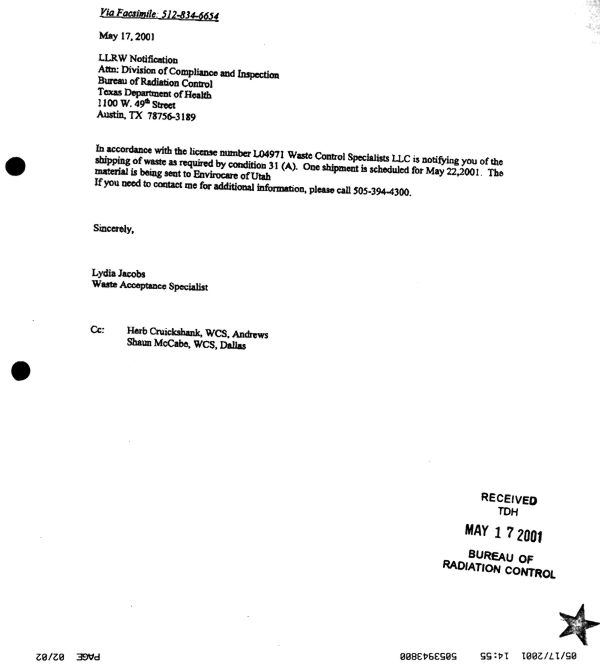 Via Facsimile: 512-834-6654
May 17, 2001
LLRW Notification
Attn: Division of Compliance and Inspection
Bureau of Radiation Control
Texas Department of Health
1100 W. 49th Street
Austin, TX 78756-3189
In accordance with the license number L04971 Waste Control Specialists LLC is notifying you of the
shipping of waste as required by condition 31 (A). One shipment is scheduled for May 22,2001. The
material is being sent to Envirocare of Utah
If you need to contact me for additional information, please call 505-394-4300.
Sincerely,
Lydia Jacobs
Waste Acceptance Specialist
Cc: Herb Cruickshank, WCS, Andrews
Shaun McCabe, WCS, Dallas
RECEIVED
TDH
MAY 17 2001
BUREAU OF
RADIATION CONTROL
05/17/2001 14:55 5053943800 PAGE 02/02